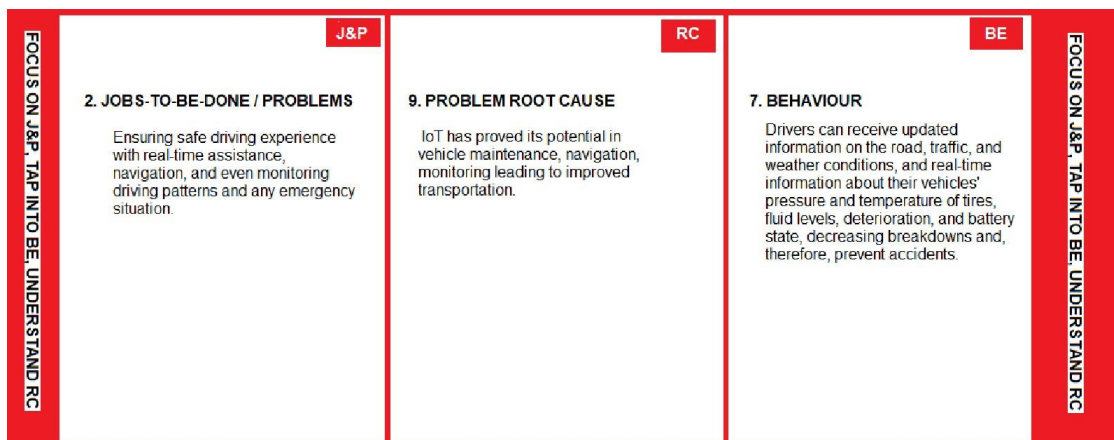 FOCUS ON J&P, TAP INTO BE, UNDERSTAND RC
J&P
2. JOBS-TO-BE-DONE / PROBLEMS
Ensuring safe driving experience
with real-time assistance,
navigation, and even monitoring
driving patterns and any emergency
situation.
RC
9. PROBLEM ROOT CAUSE
IoT has proved its potential in
vehicle maintenance, navigation,
monitoring leading to improved
transportation.
BE
7. BEHAVIOUR
Drivers can receive updated
information on the road, traffic, and
weather conditions, and real-time
information about their vehicles'
pressure and temperature of tires,
fluid levels, deterioration, and battery
state, decreasing breakdowns and,
therefore, prevent accidents.
FOCUS ON J&P, TAP INTO BE, UNDERSTAND RC